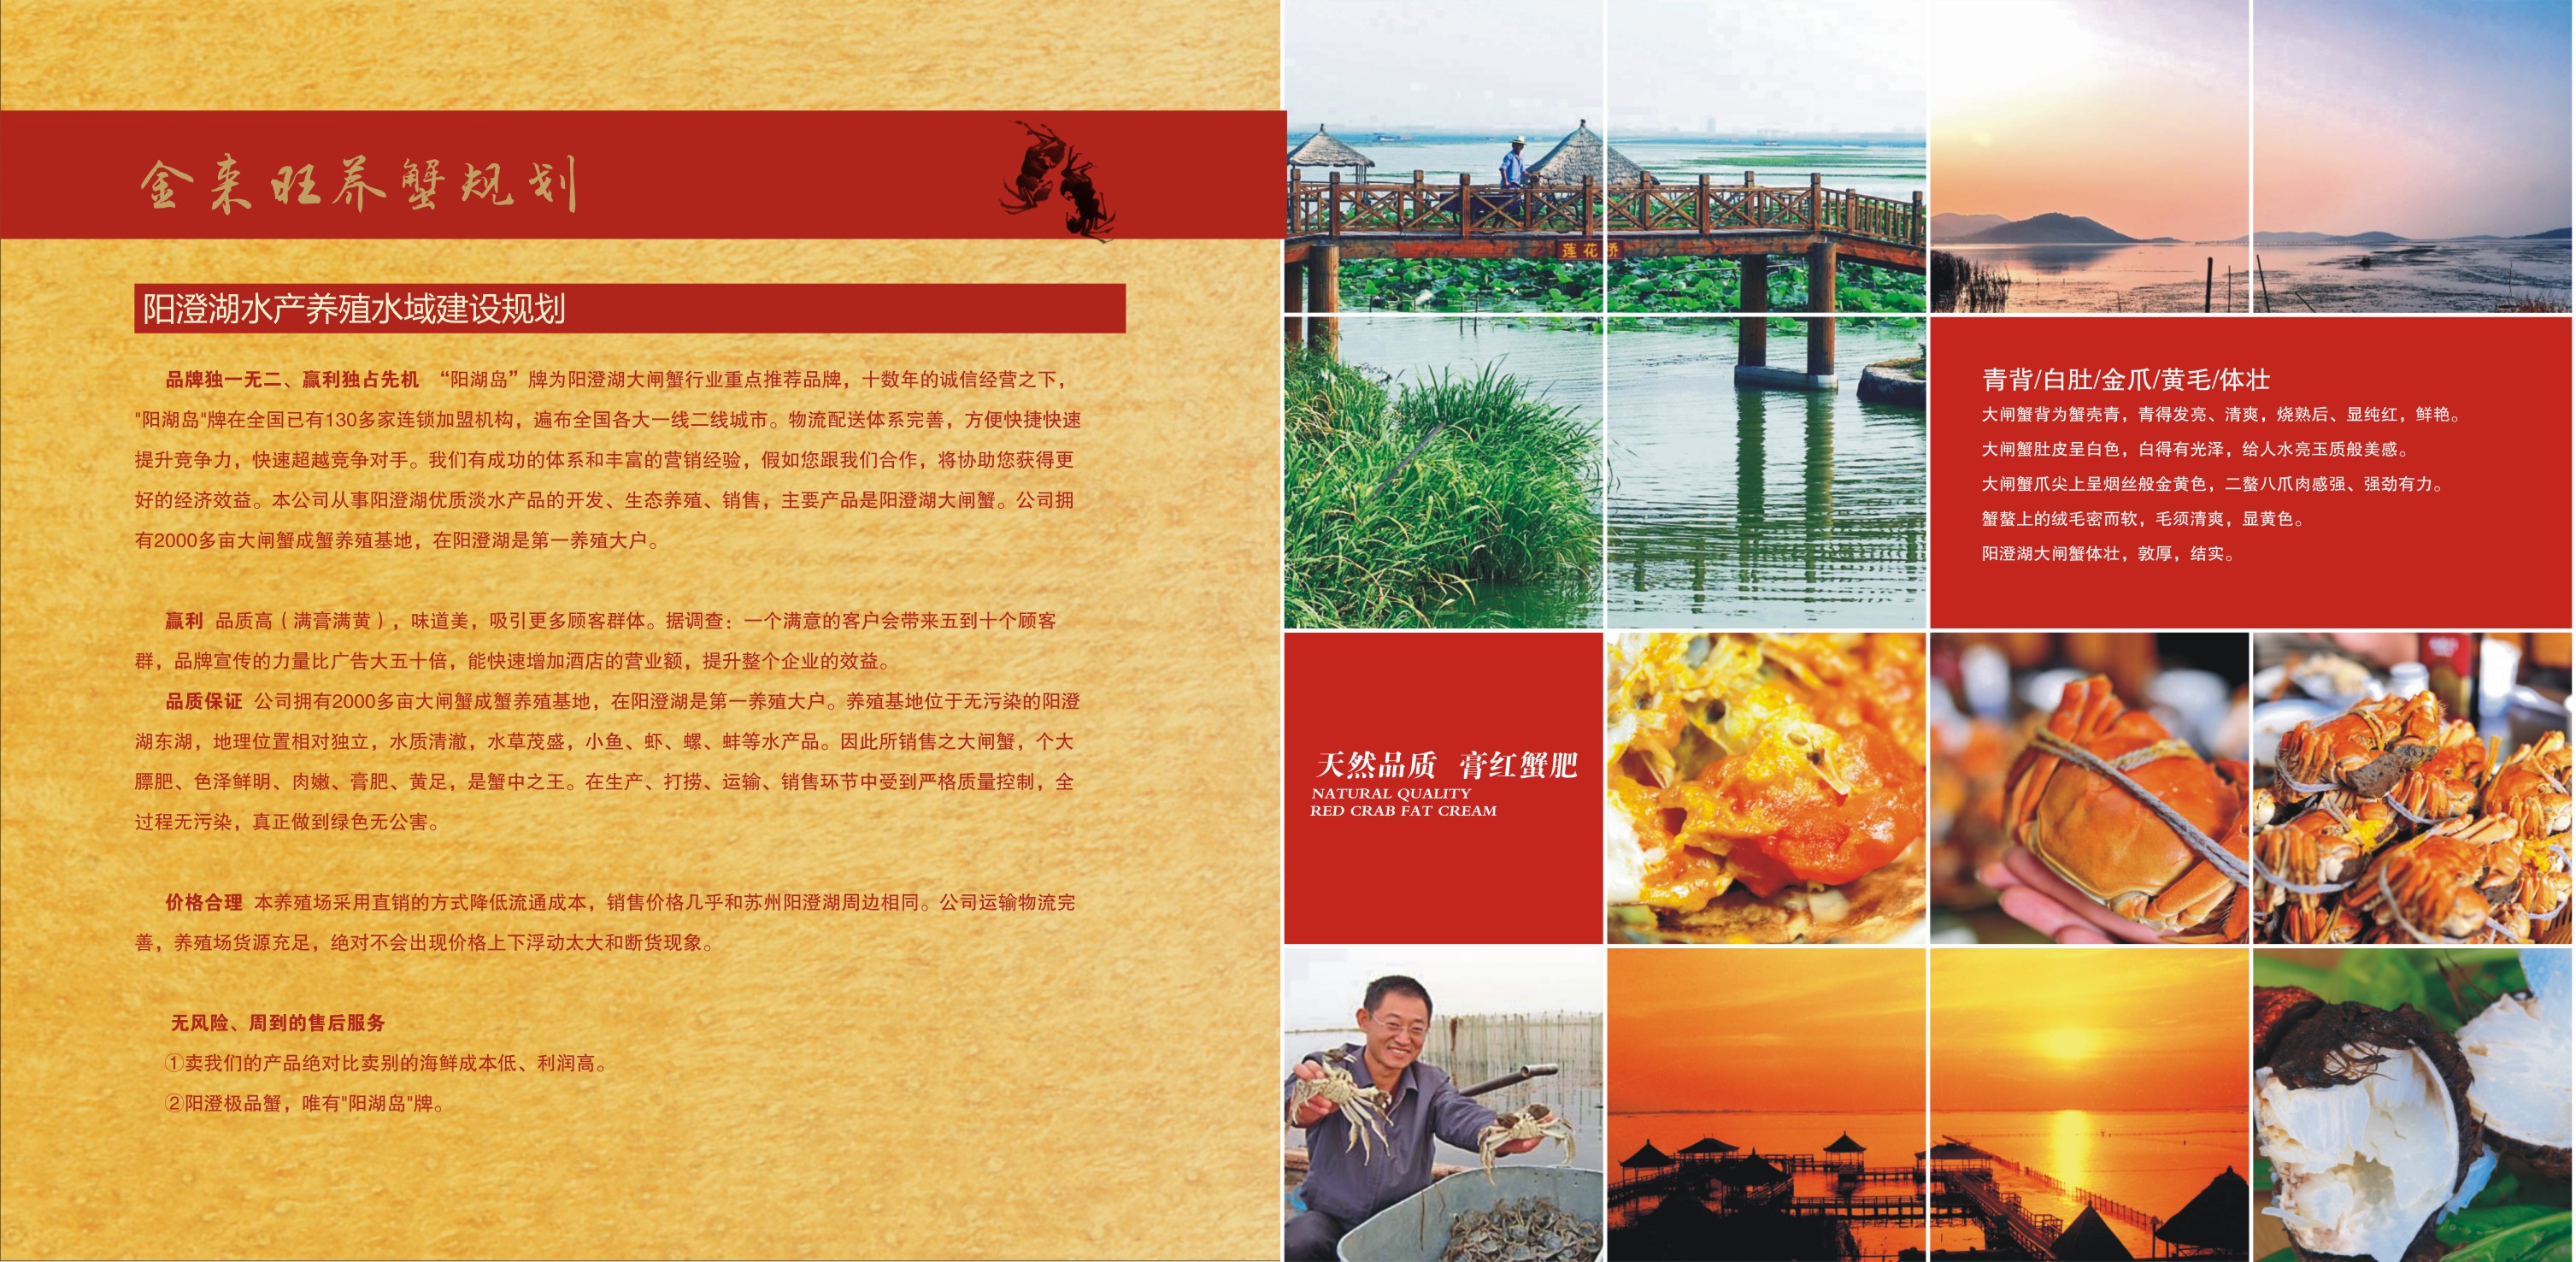 金来旺养蟹规划
阳澄湖水产养殖水域建设规划
品牌独一无二、赢利独占先机 “阳湖岛”牌为阳澄湖大闸蟹行业重点推荐品牌，十数年的诚信经营之下，
"阳湖岛"牌在全国已有130多家连锁加盟机构，遍布全国各大一线二线城市。物流配送体系完善，方便快捷快速
提升竞争力，快速超越竞争对手。我们有成功的体系和丰富的营销经验，假如您跟我们合作，将协助您获得更
好的经济效益。本公司从事阳澄湖优质淡水产品的开发、生态养殖、销售，主要产品是阳澄湖大闸蟹。公司拥
有2000多亩大闸蟹成蟹养殖基地，在阳澄湖是第一养殖大户。
赢利 品质高（满膏满黄），味道美，吸引更多顾客群体。据调查：一个满意的客户会带来五到十个顾客
群，品牌宣传的力量比广告大五十倍，能快速增加酒店的营业额，提升整个企业的效益。
品质保证 公司拥有2000多亩大闸蟹成蟹养殖基地，在阳澄湖是第一养殖大户。养殖基地位于无污染的阳澄
湖东湖，地理位置相对独立，水质清澈，水草茂盛，小鱼、虾、螺、蚌等水产品。因此所销售之大闸蟹，个大
膘肥、色泽鲜明、肉嫩、膏肥、黄足，是蟹中之王。在生产、打捞、运输、销售环节中受到严格质量控制，全
过程无污染，真正做到绿色无公害。
价格合理 本养殖场采用直销的方式降低流通成本，销售价格几乎和苏州阳澄湖周边相同。公司运输物流完
善，养殖场货源充足，绝对不会出现价格上下浮动太大和断货现象。
无风险、周到的售后服务
①卖我们的产品绝对比卖别的海鲜成本低、利润高。
②阳澄极品蟹，唯有"阳湖岛"牌。
莲花桥
青背/白肚/金爪/黄毛/体壮
大闸蟹背为蟹壳青，青得发亮、清爽，烧熟后、显纯红，鲜艳。
大闸蟹肚皮呈白色，白得有光泽，给人水亮玉质般美感。
大闸蟹爪尖上呈烟丝般金黄色，二螯八爪肉感强、强劲有力。
蟹螯上的绒毛密而软，毛须清爽，显黄色。
阳澄湖大闸蟹体壮，敦厚，结实。
天然品质 膏红蟹肥
NATURAL QUALITY
RED CRAB FAT CREAM